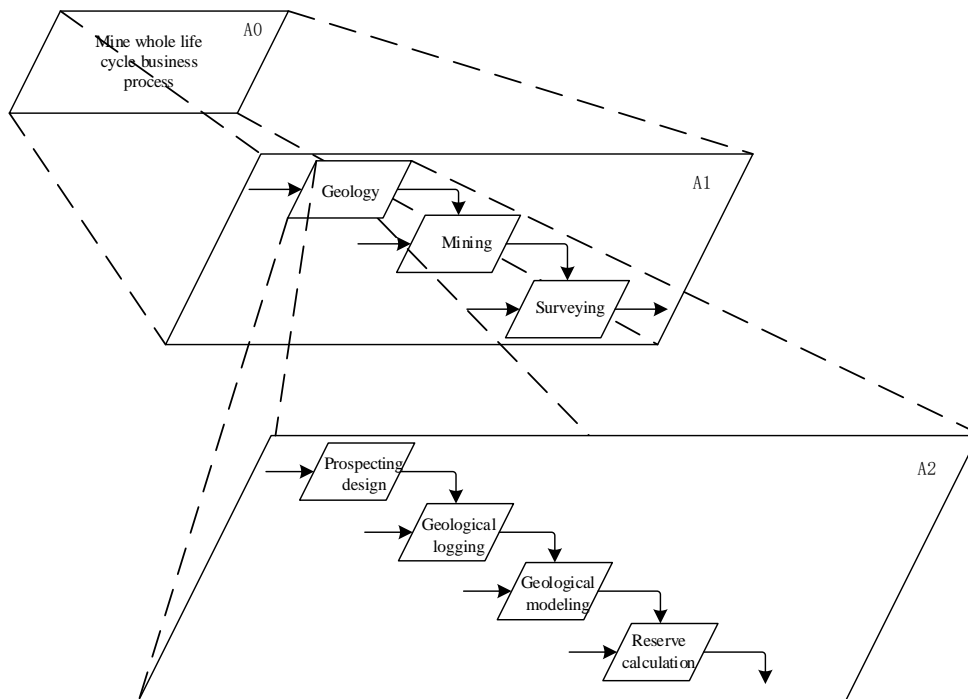 A0
Mine whole life
cycle business
process
A1
Geology
Mining
Surveying
A2
Prospecting
design
Geological
logging
Geological
modeling
Reserve
calculation